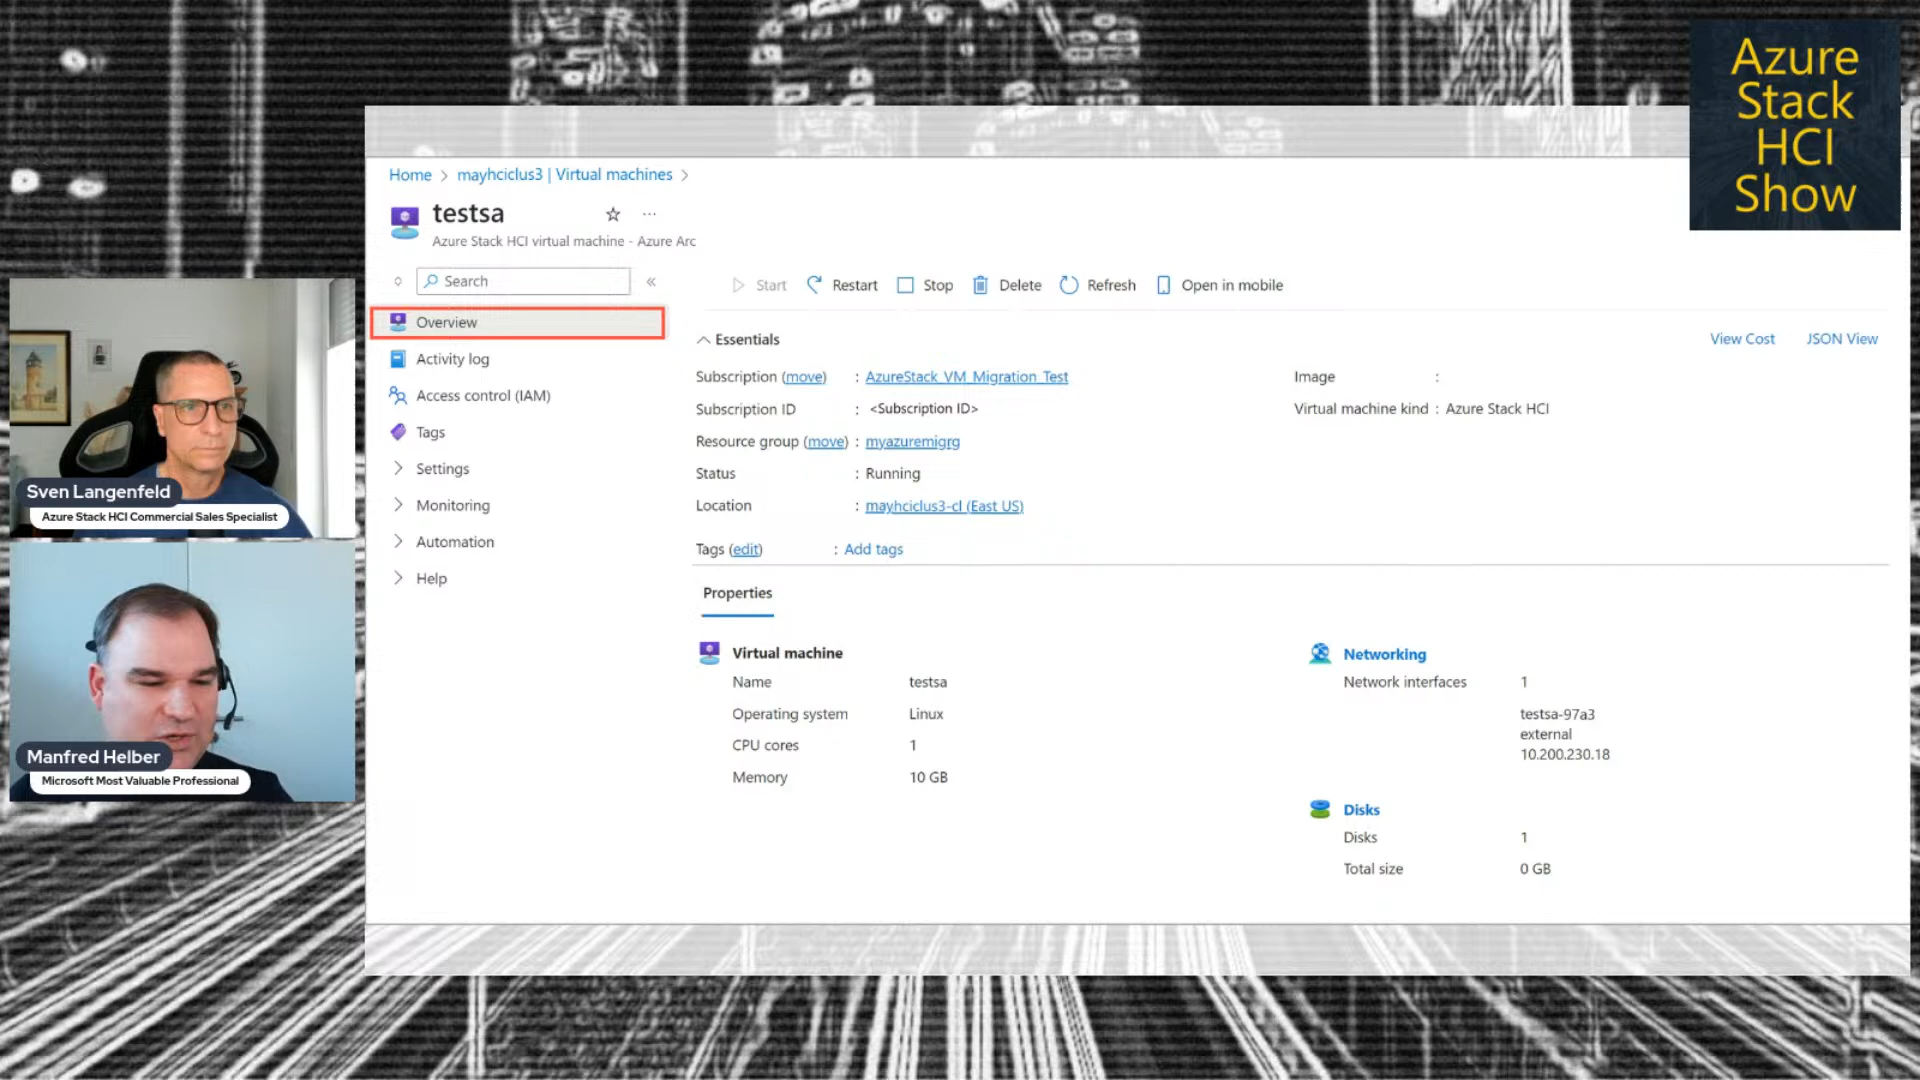 Azure
Stack
HCI
Show
Home > mayhciclus3 | Virtual machines >
testsa
Azure Stack HCI virtual machine - Azure Arc
Search
Start Restart Stop Delete Refresh Open in mobile
Overview
Activity log
Access control (IAM)
Tags
Settings
Monitoring
Automation
Help
Essentials
View Cost JSON View
Subscription (move) : AzureStack_VM_Migration_Test
Subscription ID : <Subscription ID>
Resource group (move) : myazuremigrg
Status : Running
Location : mayhciclus3-cl (East US)
Tags (edit) : Add tags
Image :
Virtual machine kind : Azure Stack HCI
Properties
Virtual machine
Name testsa
Operating system Linux
CPU cores 1
Memory 10 GB
Networking
Network interfaces 1
testsa-97a3
external
10.200.230.18
Disks
Disks 1
Total size 0 GB
Sven Langenfeld
Azure Stack HCI Commercial Sales Specialist
Manfred Helber
Microsoft Most Valuable Professional